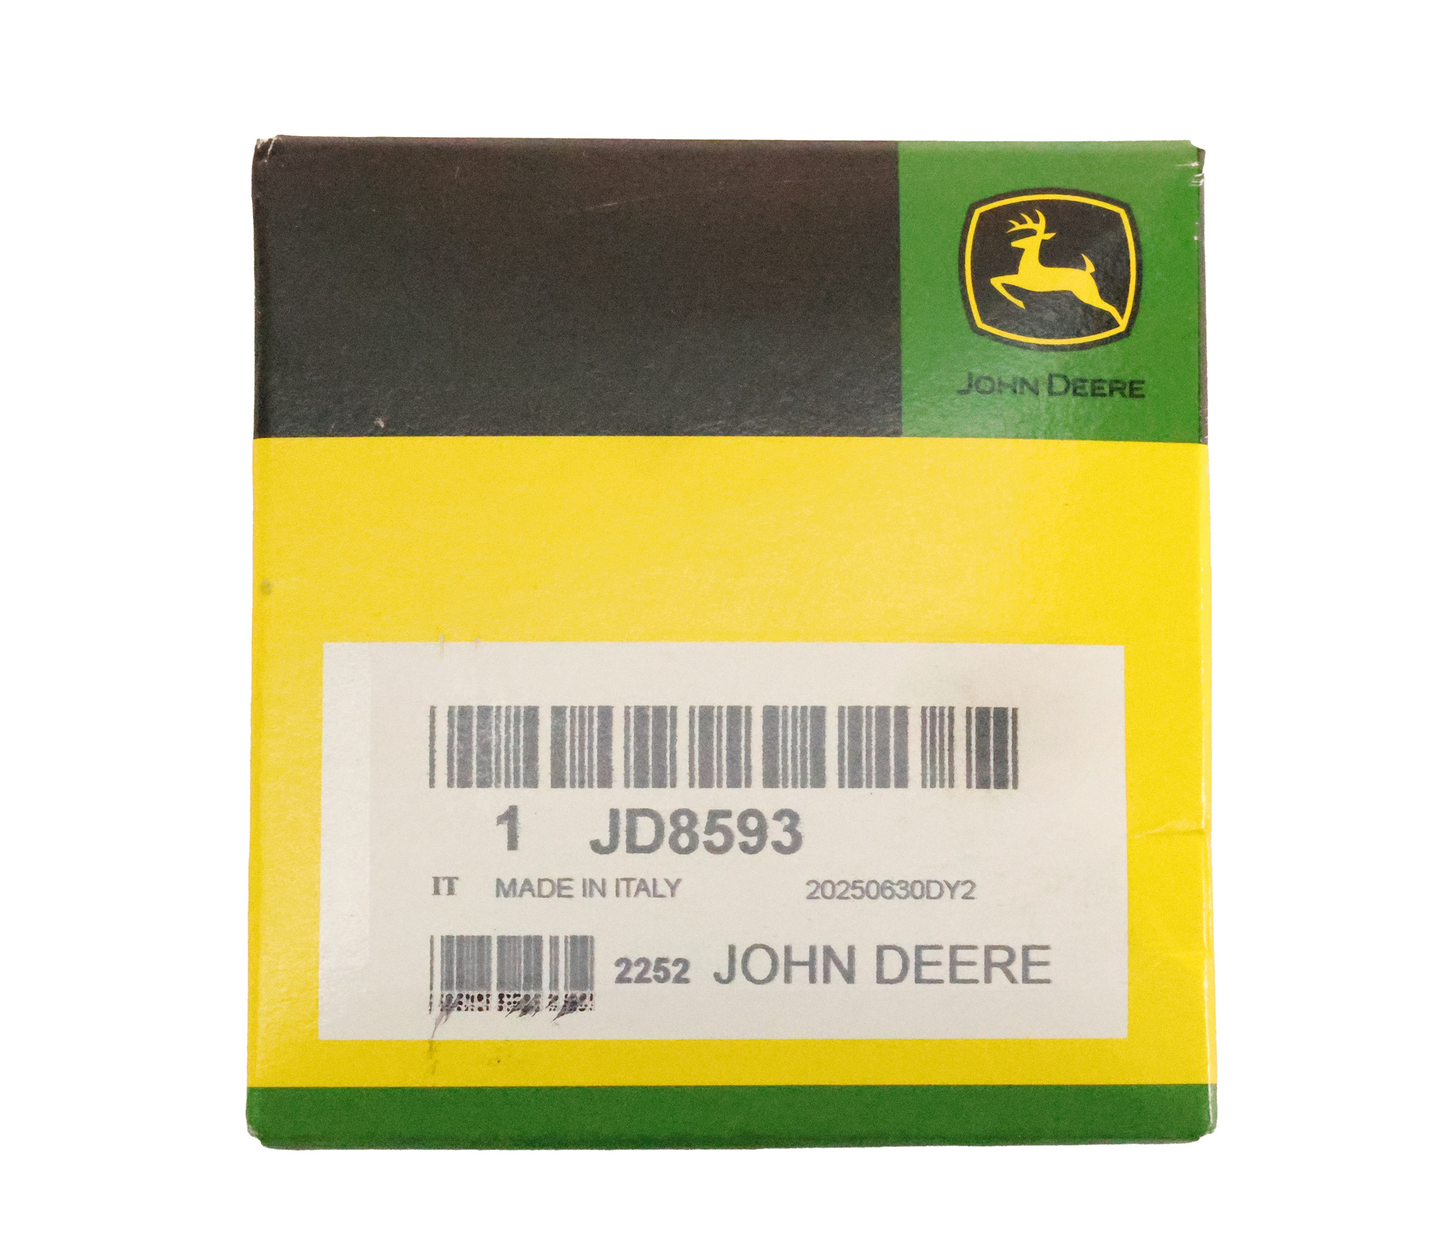 JOHN DEERE
1 JD8593
IT MADE IN ITALY 20250630DY2
2252 JOHN DEERE